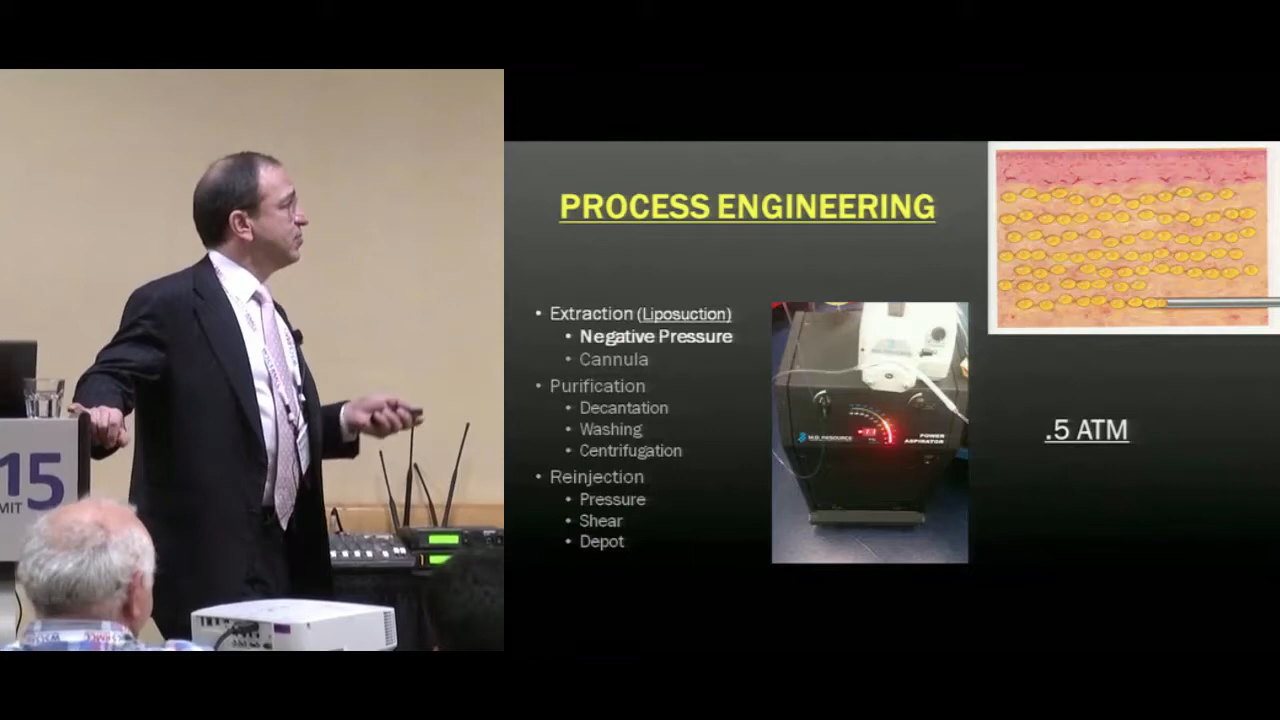 15
MIT
PROCESS ENGINEERING
• Extraction (Liposuction)
• Negative Pressure
• Cannula
• Purification
• Decantation
• Washing
• Centrifugation
• Reinjection
• Pressure
• Shear
• Depot
M.D. RESOURCE
POWER
ASPIRATOR
.5 ATM